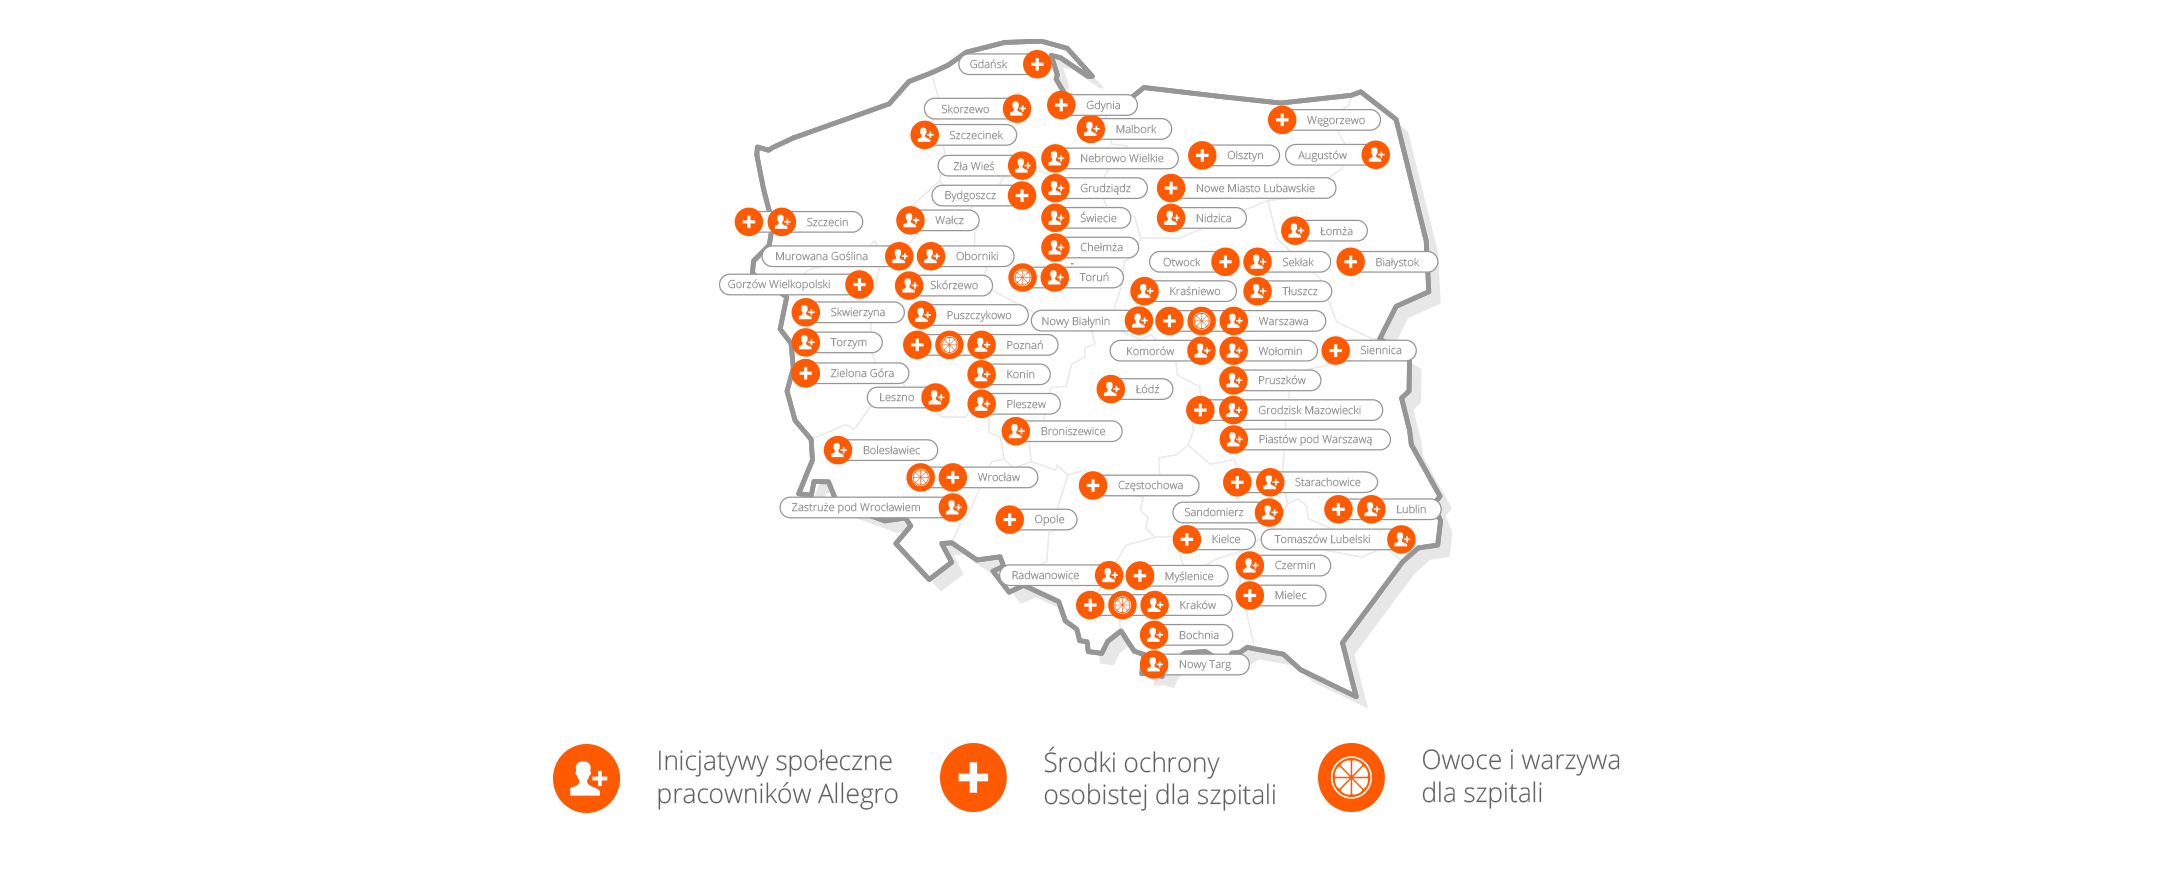 Gdańsk
Skorzewo
Gdynia
Węgorzewo
Szczecinek
Malbork
Zła Wieś
Nebrowo Wielkie
Olsztyn
Augustów
Bydgoszcz
Grudziądz
Nowe Miasto Lubawskie
Szczecin
Wałcz
Świecie
Nidzica
Łomża
Murowana Goślina
Oborniki
Chełmża
Otwock
Sekłak
Białystok
Gorzów Wielkopolski
Skórzewo
Toruń
Kraśniewo
Tłuszcz
Skwierzyna
Puszczykowo
Nowy Białynin
Warszawa
Torzym
Poznań
Komorów
Wołomin
Siennica
Zielona Góra
Konin
Łódź
Pruszków
Leszno
Pleszew
Grodzisk Mazowiecki
Broniszewice
Piastów pod Warszawą
Bolesławiec
Wrocław
Częstochowa
Starachowice
Zastruże pod Wrocławiem
Opole
Sandomierz
Lublin
Kielce
Tomaszów Lubelski
Radwanowice
Myślenice
Czermin
Kraków
Mielec
Bochnia
Nowy Targ
Inicjatywy społeczne
pracowników Allegro
Środki ochrony
osobistej dla szpitali
Owoce i warzywa
dla szpitali